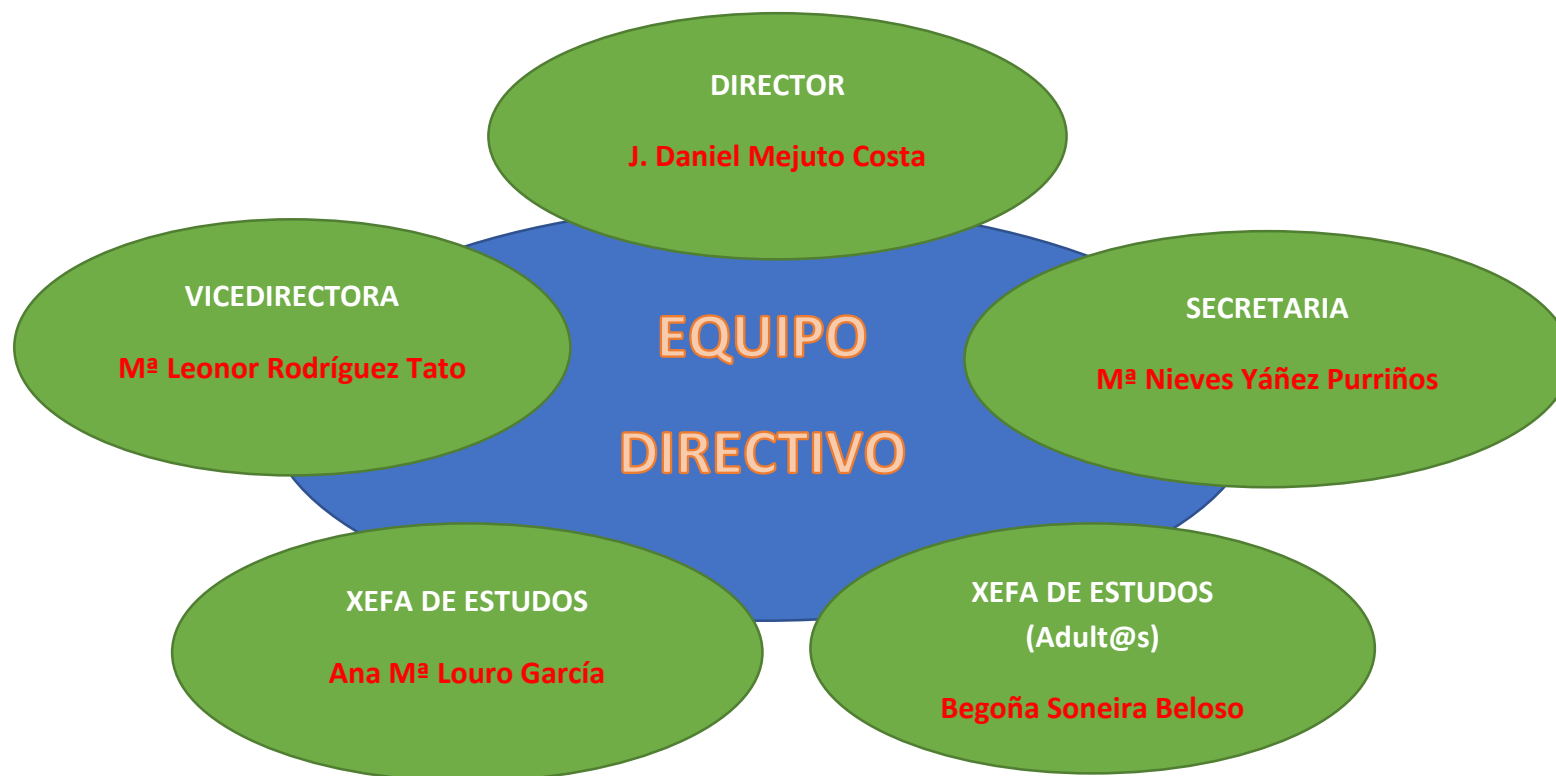 DIRECTOR
J. Daniel Mejuto Costa
VICEDIRECTORA
Mª Leonor Rodríguez Tato
EQUIPO
DIRECTIVO
SECRETARIA
Mª Nieves Yáñez Purriños
XEFA DE ESTUDOS
Ana Mª Louro García
XEFA DE ESTUDOS
(Adult@s)
Begoña Soneira Beloso